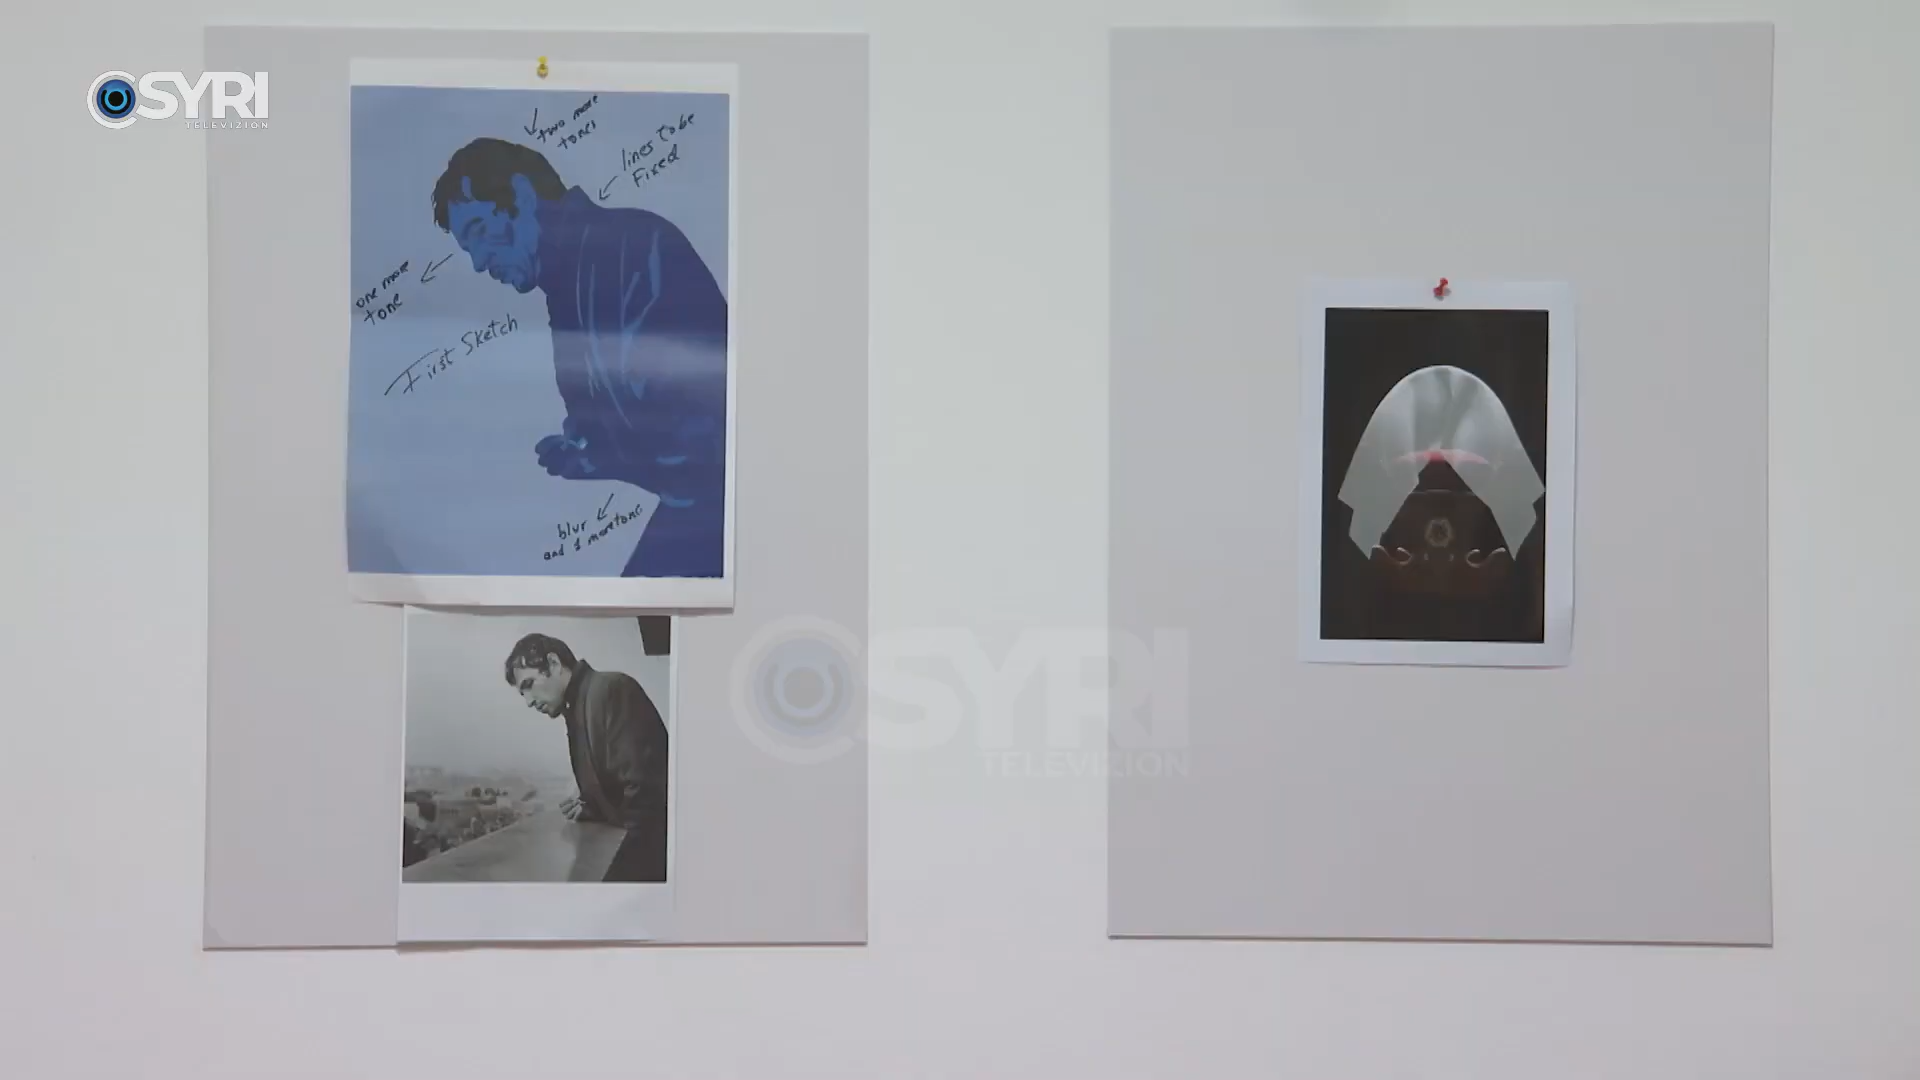 SYRI
TELEVIZION
two more
tones
lines to be
Fixed
one more
tone
First Sketch
blur
and 1 more tone
SYRI
TELEVIZION